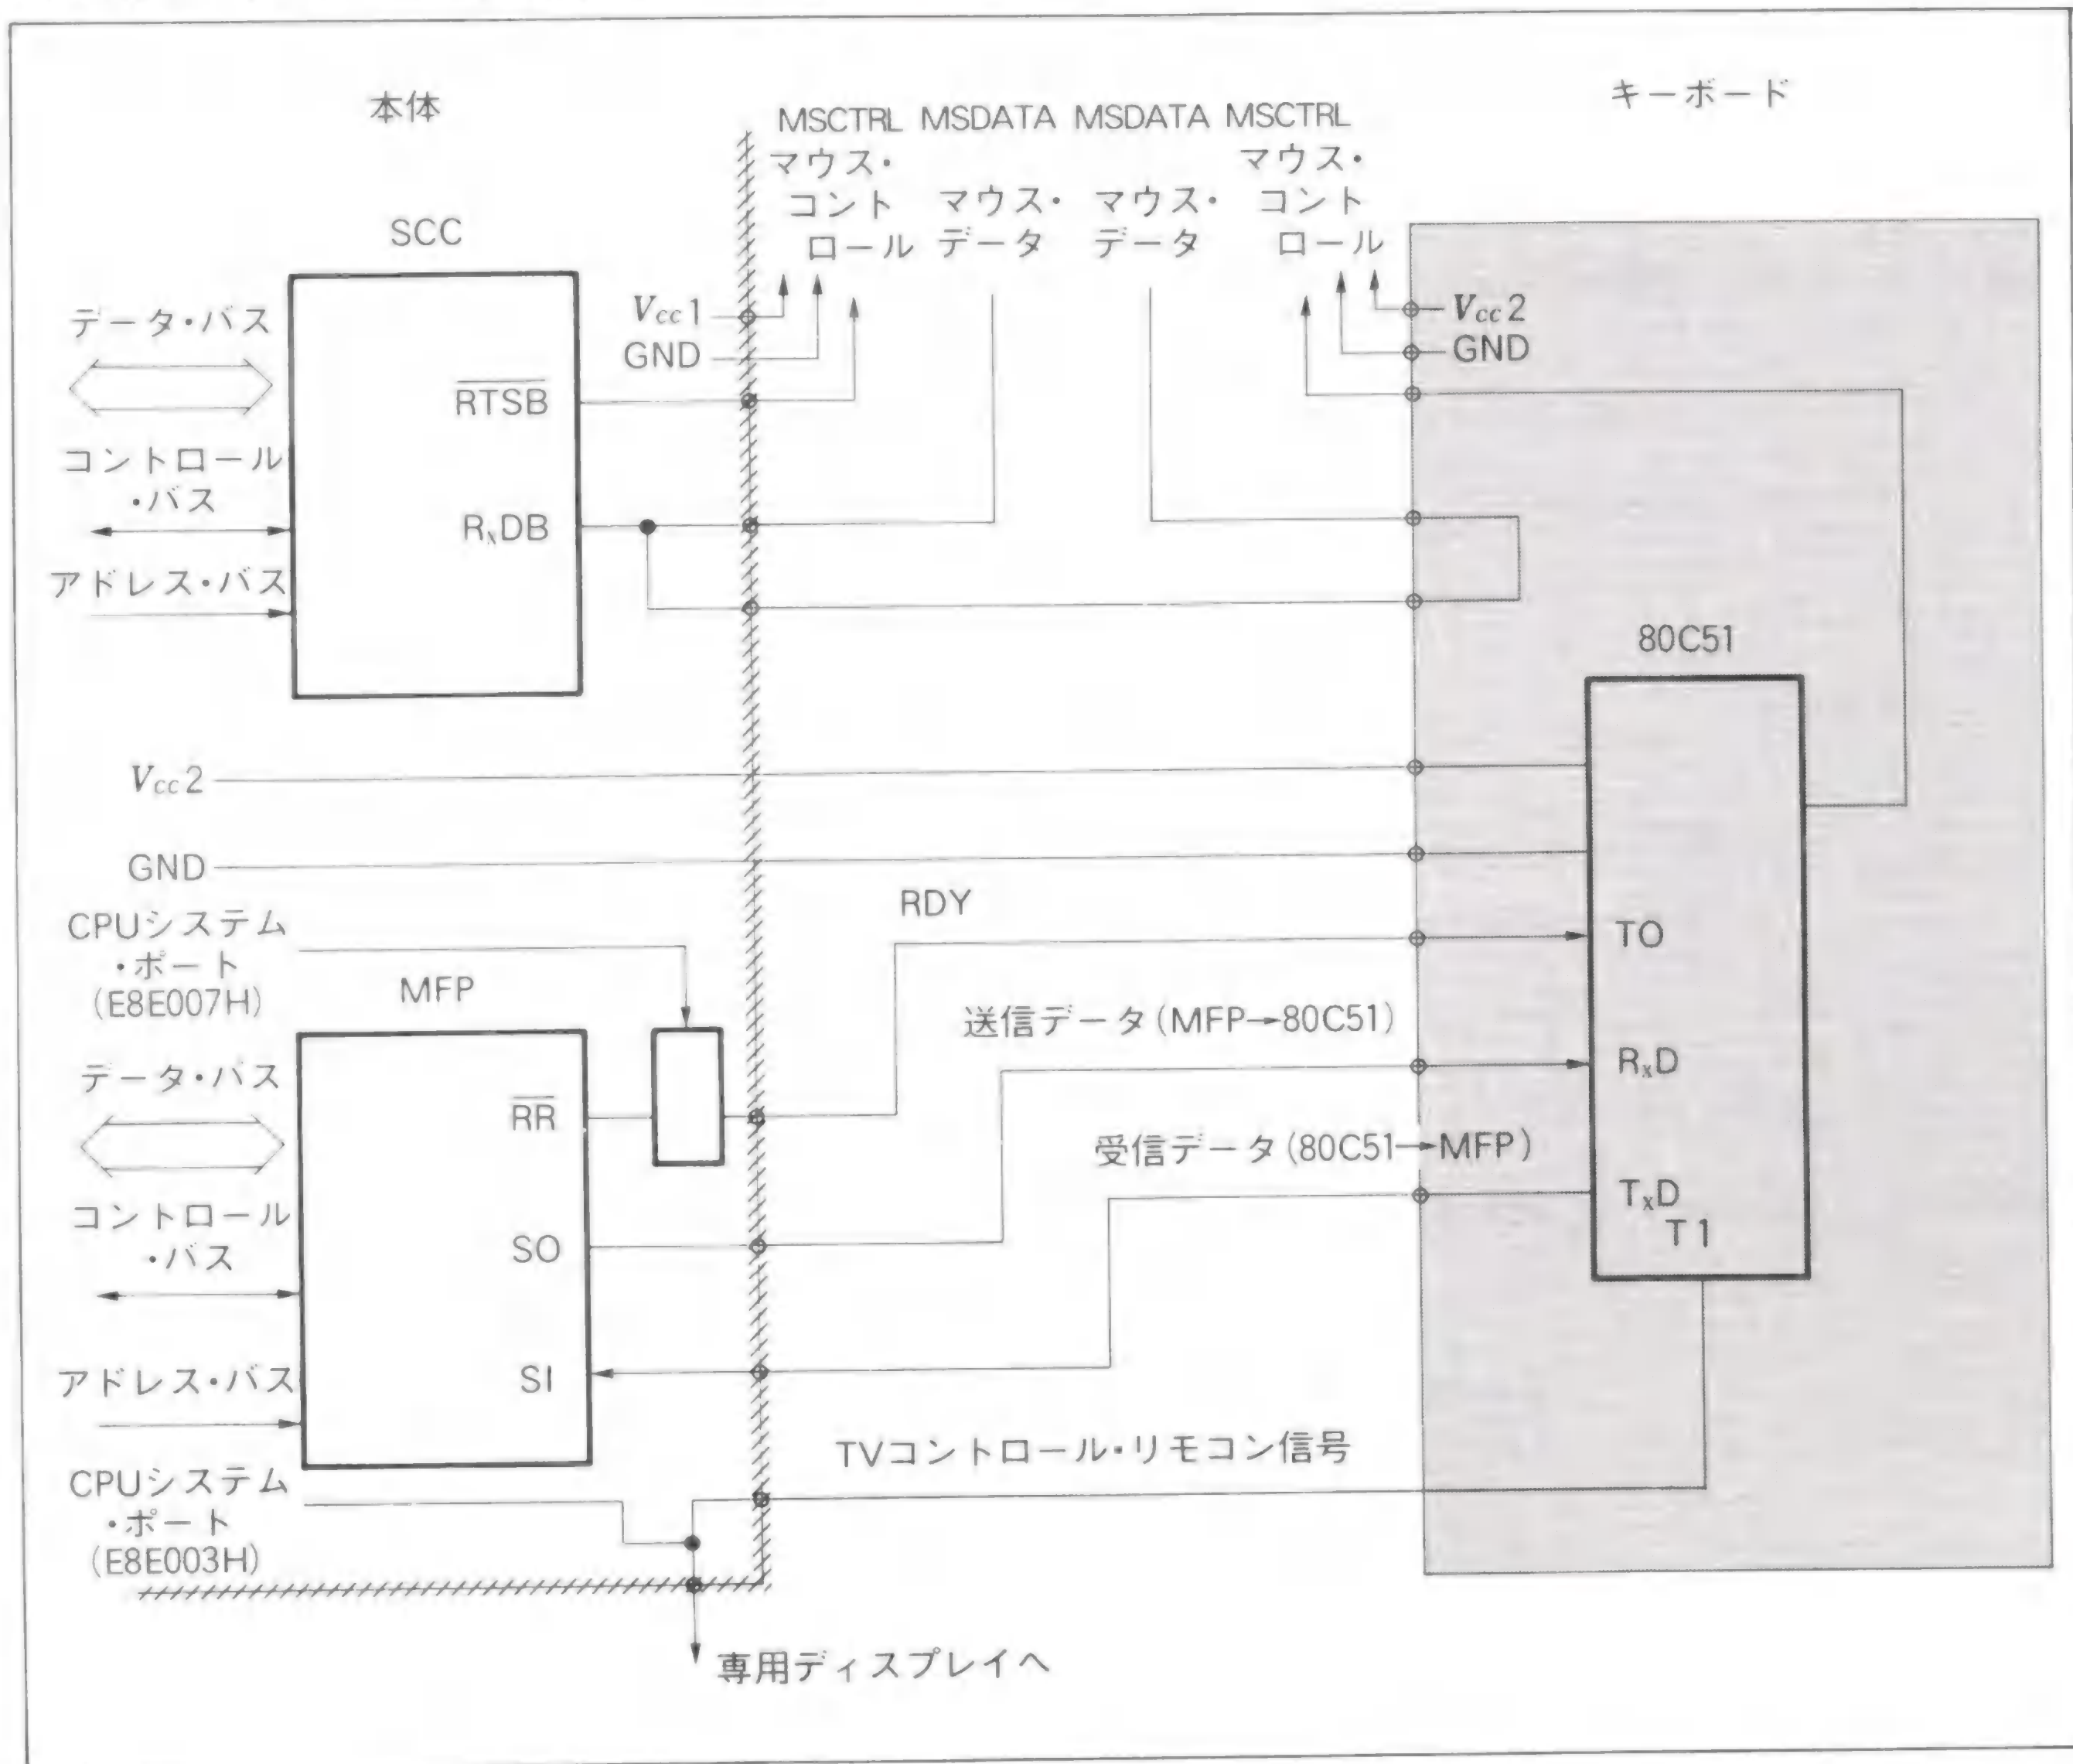 本体
キーボード
MSCTRL MSDATA MSDATA MSCTRL
マウス・
コント
ロール
マウス・
データ
マウス・
データ
マウス・
コント
ロール
SCC
データ・バス
コントロール
・バス
アドレス・バス
RTSB
RxDB
Vcc1
GND
Vcc2
GND
80C51
Vcc2
GND
CPUシステム
・ポート
(E8E007H)
MFP
RDY
TO
データ・バス
RR
送信データ(MFP→80C51)
RxD
受信データ(80C51→MFP)
コントロール
・バス
SO
TxD
T1
アドレス・バス
SI
TVコントロール・リモコン信号
CPUシステム
・ポート
(E8E003H)
専用ディスプレイへ